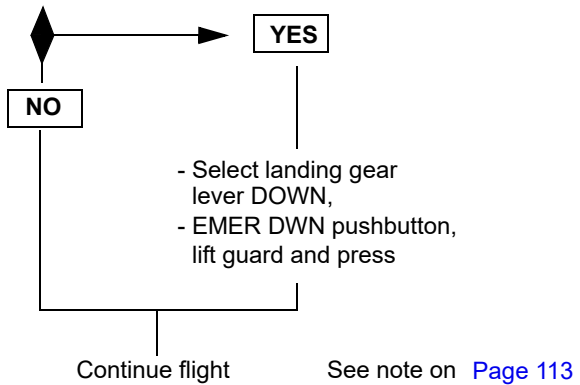 YES
NO
- Select landing gear
lever DOWN,
- EMER DWN pushbutton,
lift guard and press
Continue flight
See note on Page 113